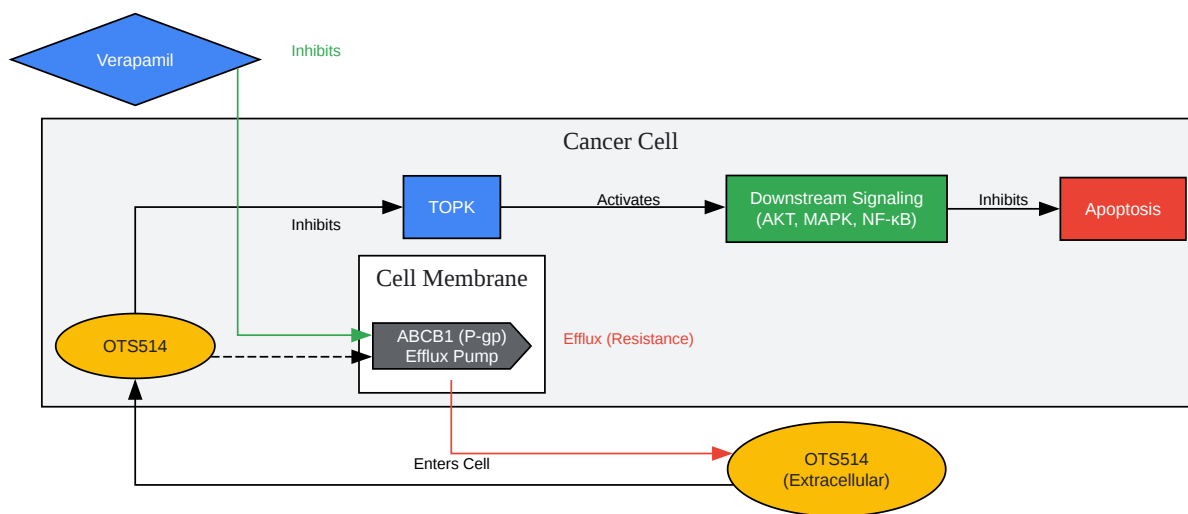 Verapamil
Inhibits
Cancer Cell
TOPK
Activates
Downstream Signaling
(AKT, MAPK, NF-κB)
Inhibits
Apoptosis
Inhibits
Cell Membrane
OTS514
ABCB1 (P-gp)
Efflux Pump
Efflux (Resistance)
Enters Cell
OTS514
(Extracellular)